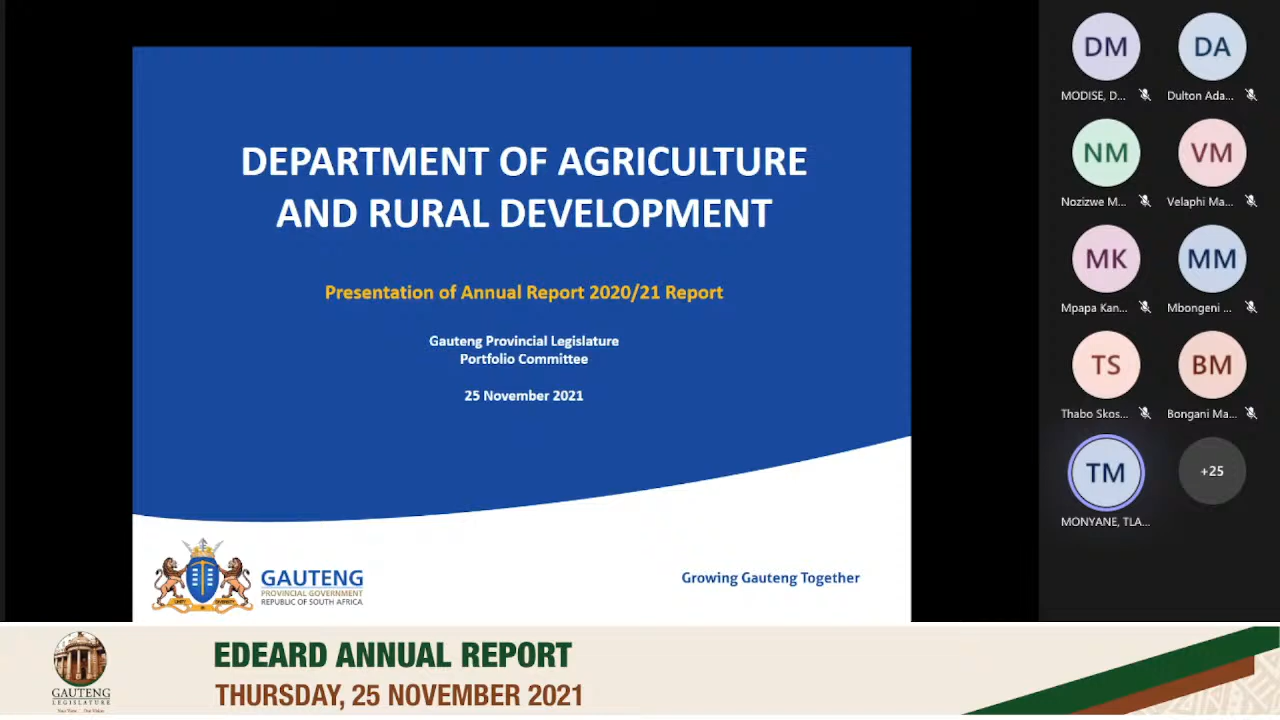 DEPARTMENT OF AGRICULTURE
AND RURAL DEVELOPMENT
Presentation of Annual Report 2020/21 Report
Gauteng Provincial Legislature
Portfolio Committee
25 November 2021
GAUTENG
PROVINCIAL GOVERNMENT
REPUBLIC OF SOUTH AFRICA
Growing Gauteng Together
DM
DA
MODISE, D...
Dulton Ada...
NM
VM
Nozizwe M...
Velaphi Ma...
MK
MM
Mpapa Kan...
Mbongeni ...
TS
BM
Thabo Skos...
Bongani Ma...
TM
+25
MONYANE, TLA...
GAUTENG
LEGISLATURE
EDEARD ANNUAL REPORT
THURSDAY, 25 NOVEMBER 2021